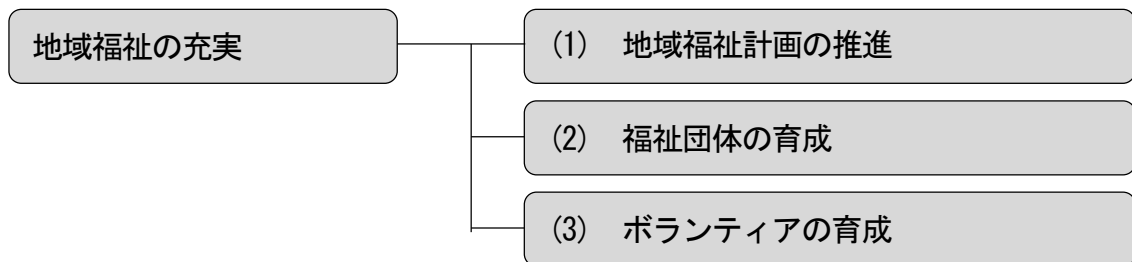 地域福祉の充実
(1) 地域福祉計画の推進
(2) 福祉団体の育成
(3) ボランティアの育成